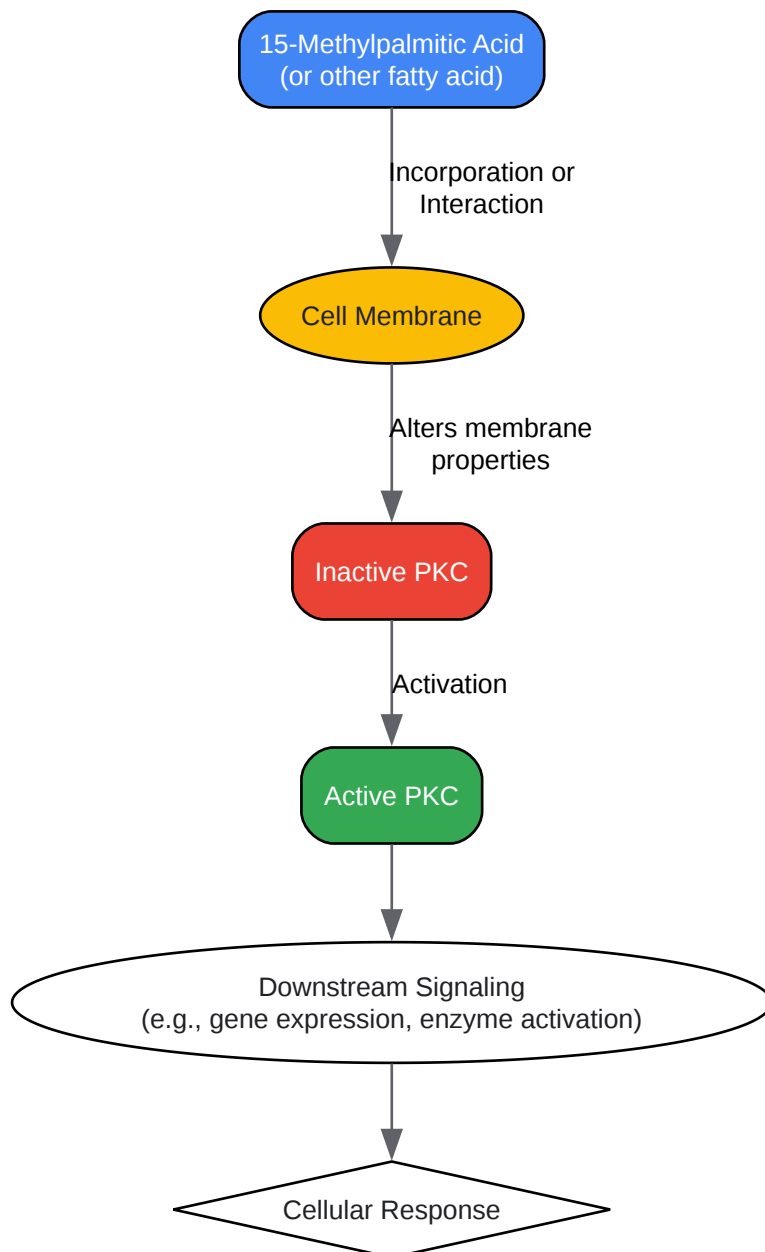 15-Methylpalmitic Acid
(or other fatty acid)
Incorporation or
Interaction
Cell Membrane
Alters membrane
properties
Inactive PKC
Activation
Active PKC
Downstream Signaling
(e.g., gene expression, enzyme activation)
Cellular Response